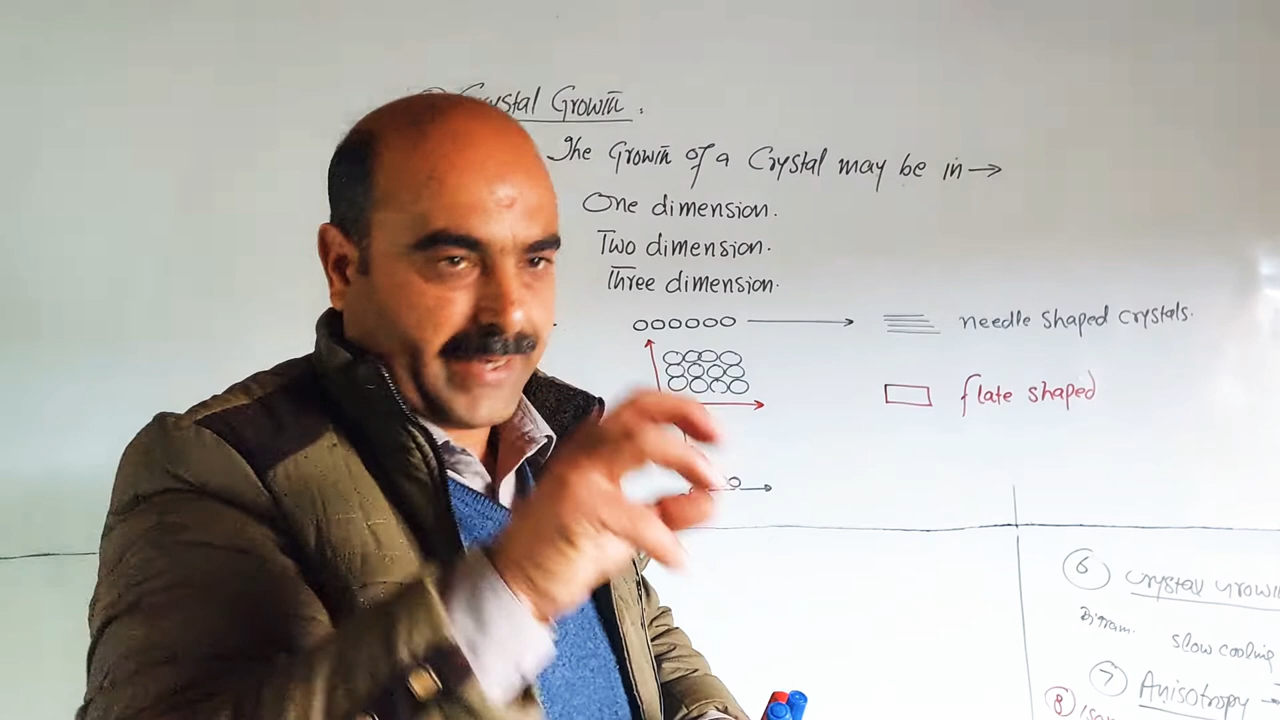 Crystal Growth.
The Growth of a Crystal may be in →
One dimension.
Two dimension.
Three dimension.
needle shaped crystals.
flate shaped
6 Crystal Growth
Digram.
slow cooling
7 Anisotropy →
8